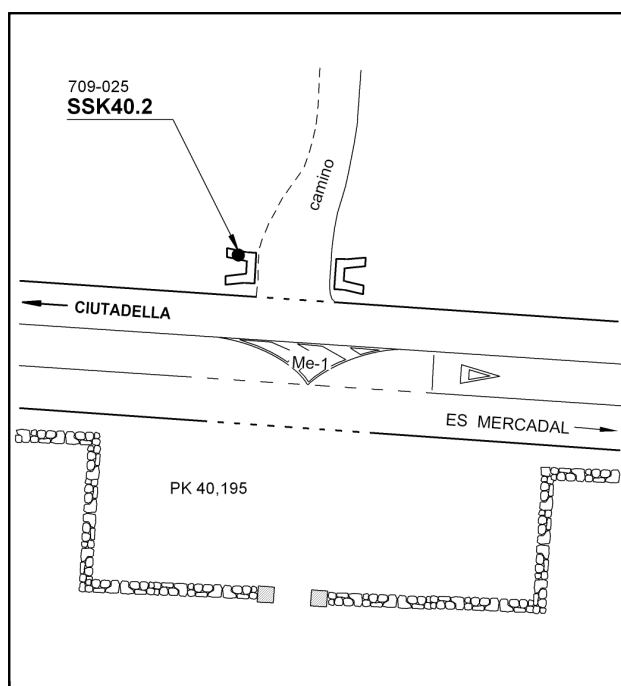 709-025
SSK40.2
camino
CIUTADELLA
Me-1
ES MERCADAL
PK 40,195